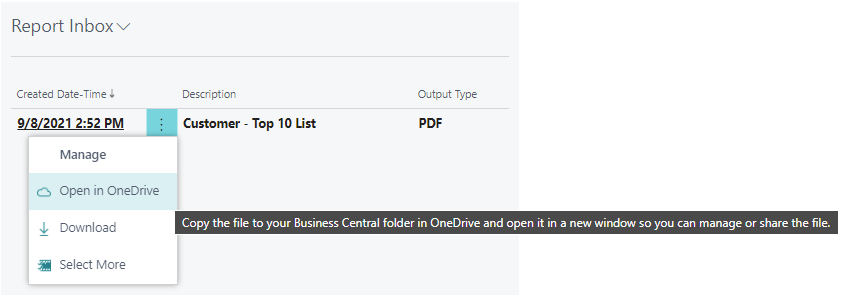 Report Inbox
Created Date-Time Description Output Type
9/8/2021 2:52 PM Customer - Top 10 List PDF
Manage
Open in OneDrive
Copy the file to your Business Central folder in OneDrive and open it in a new window so you can manage or share the file.
Download
Select More